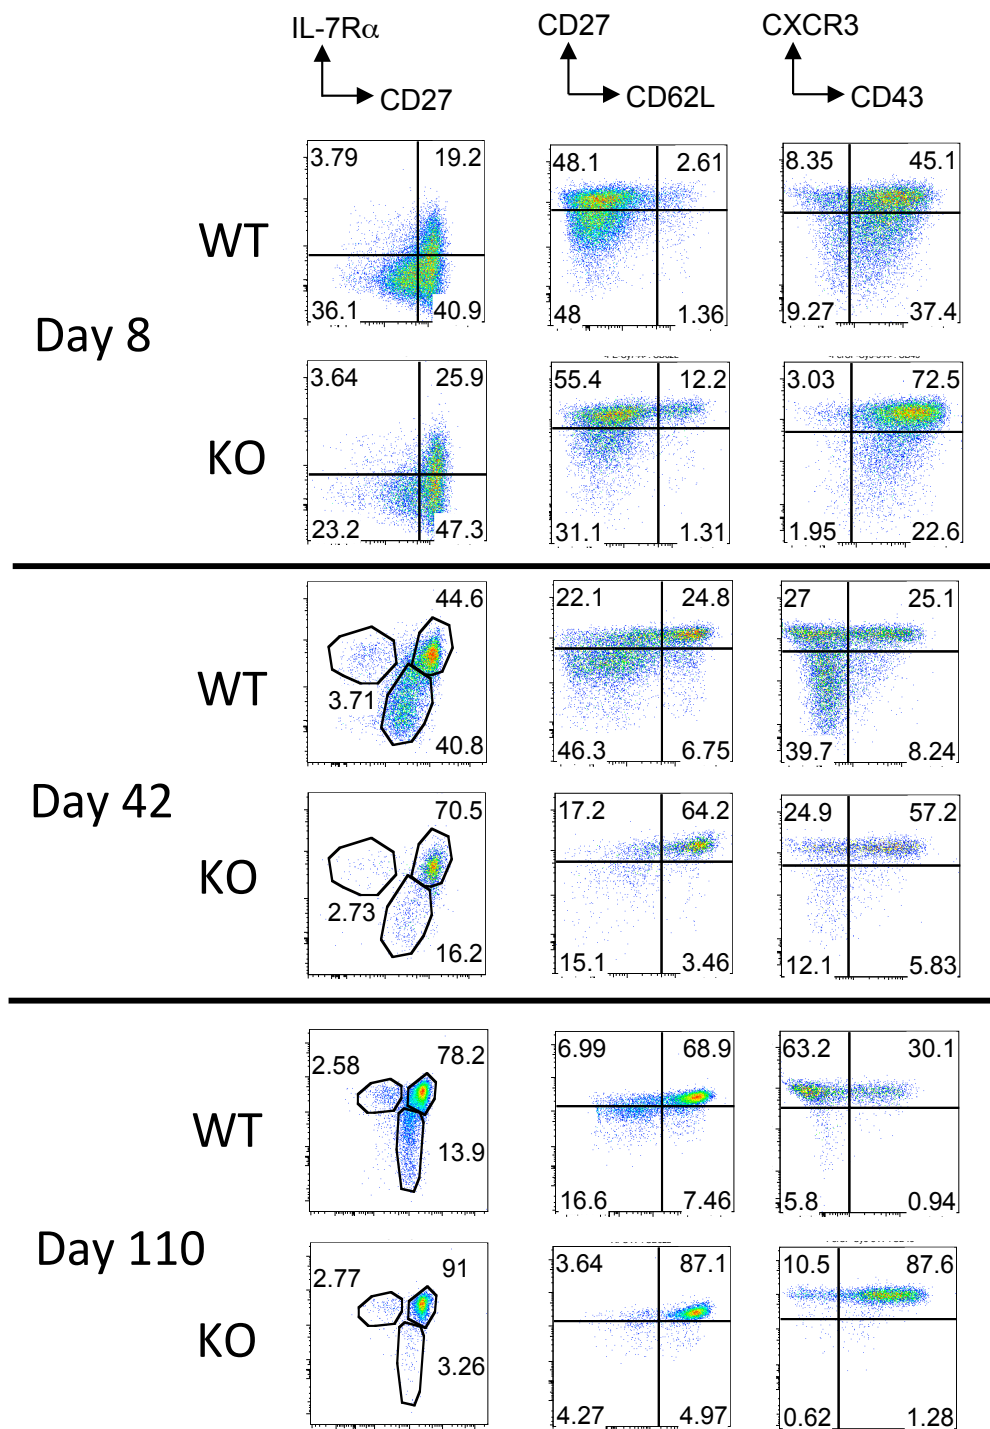 IL-7Rα CD27 CXCR3
CD27 CD62L CD43
3.79 19.2 48.1 2.61 8.35 45.1
WT
36.1 40.9 48 1.36 9.27 37.4
Day 8
3.64 25.9 55.4 12.2 3.03 72.5
KO
23.2 47.3 31.1 1.31 1.95 22.6
44.6 22.1 24.8 27 25.1
WT
3.71
40.8 46.3 6.75 39.7 8.24
Day 42
70.5 17.2 64.2 24.9 57.2
KO
2.73
16.2 15.1 3.46 12.1 5.83
2.58 78.2 6.99 68.9 63.2 30.1
WT
13.9
16.6 7.46 5.8 0.94
Day 110
2.77 91 3.64 87.1 10.5 87.6
KO
3.26
4.27 4.97 0.62 1.28